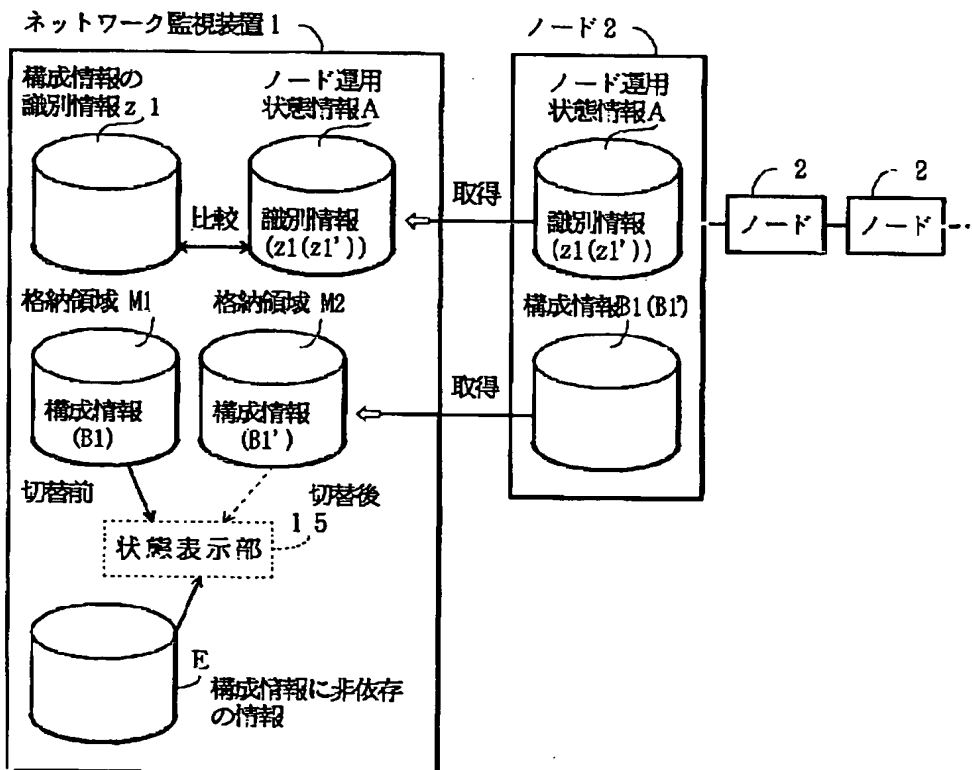 ネットワーク監視装置1
構成情報の
識別情報z1
ノード運用
状態情報A
比較
識別情報
(z1(z1'))
格納領域 M1
格納領域 M2
構成情報
(B1)
構成情報
(B1')
切替前
切替後
15
状態表示部
E
構成情報に非依存
の情報
取得
取得
ノード2
ノード運用
状態情報A
識別情報
(z1(z1'))
構成情報B1(B1')
2
ノード
2
ノード